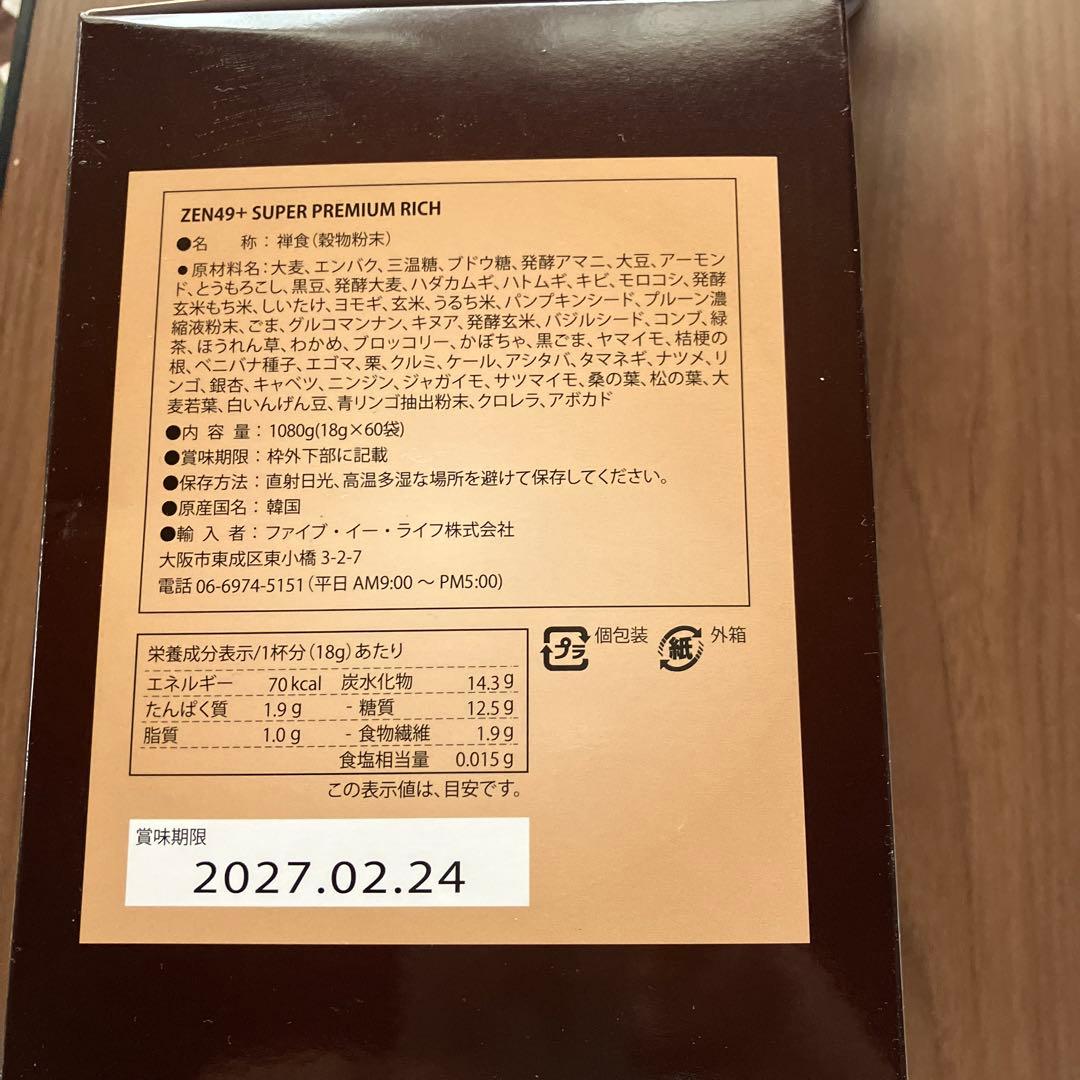 ZEN49+ SUPER PREMIUM RICH
●名　　称：禅食(穀物粉末)
●原材料名：大麦、エンバク、三温糖、ブドウ糖、発酵アマニ、大豆、アーモン
ド、とうもろこし、黒豆、発酵大麦、ハダカムギ、ハトムギ、キビ、モロコシ、発酵
玄米もち米、しいたけ、ヨモギ、玄米、うるち米、パンプキンシード、プルーン濃
縮液粉末、ごま、グルコマンナン、キヌア、発酵玄米、バジルシード、コンブ、緑
茶、ほうれん草、わかめ、ブロッコリー、かぼちゃ、黒ごま、ヤマイモ、桔梗の
根、ベニバナ種子、エゴマ、栗、クルミ、ケール、アシタバ、タマネギ、ナツメ、リ
ンゴ、銀杏、キャベツ、ニンジン、ジャガイモ、サツマイモ、桑の葉、松の葉、大
麦若葉、白いんげん豆、青リンゴ抽出粉末、クロレラ、アボカド
●内 容 量：1080g(18g×60袋)
●賞味期限：枠外下部に記載
●保存方法：直射日光、高温多湿な場所を避けて保存してください。
●原産国名：韓国
●輸 入 者：ファイブ・イー・ライフ株式会社
大阪市東成区東小橋 3-2-7
電話 06-6974-5151(平日 AM9:00 〜 PM5:00)
プラ 個包装 紙 外箱
栄養成分表示/1杯分(18g)あたり
エネルギー 70kcal 炭水化物 14.3g
たんぱく質 1.9g - 糖質 12.5g
脂質 1.0g - 食物繊維 1.9g
食塩相当量 0.015g
この表示値は、目安です。
賞味期限
2027.02.24